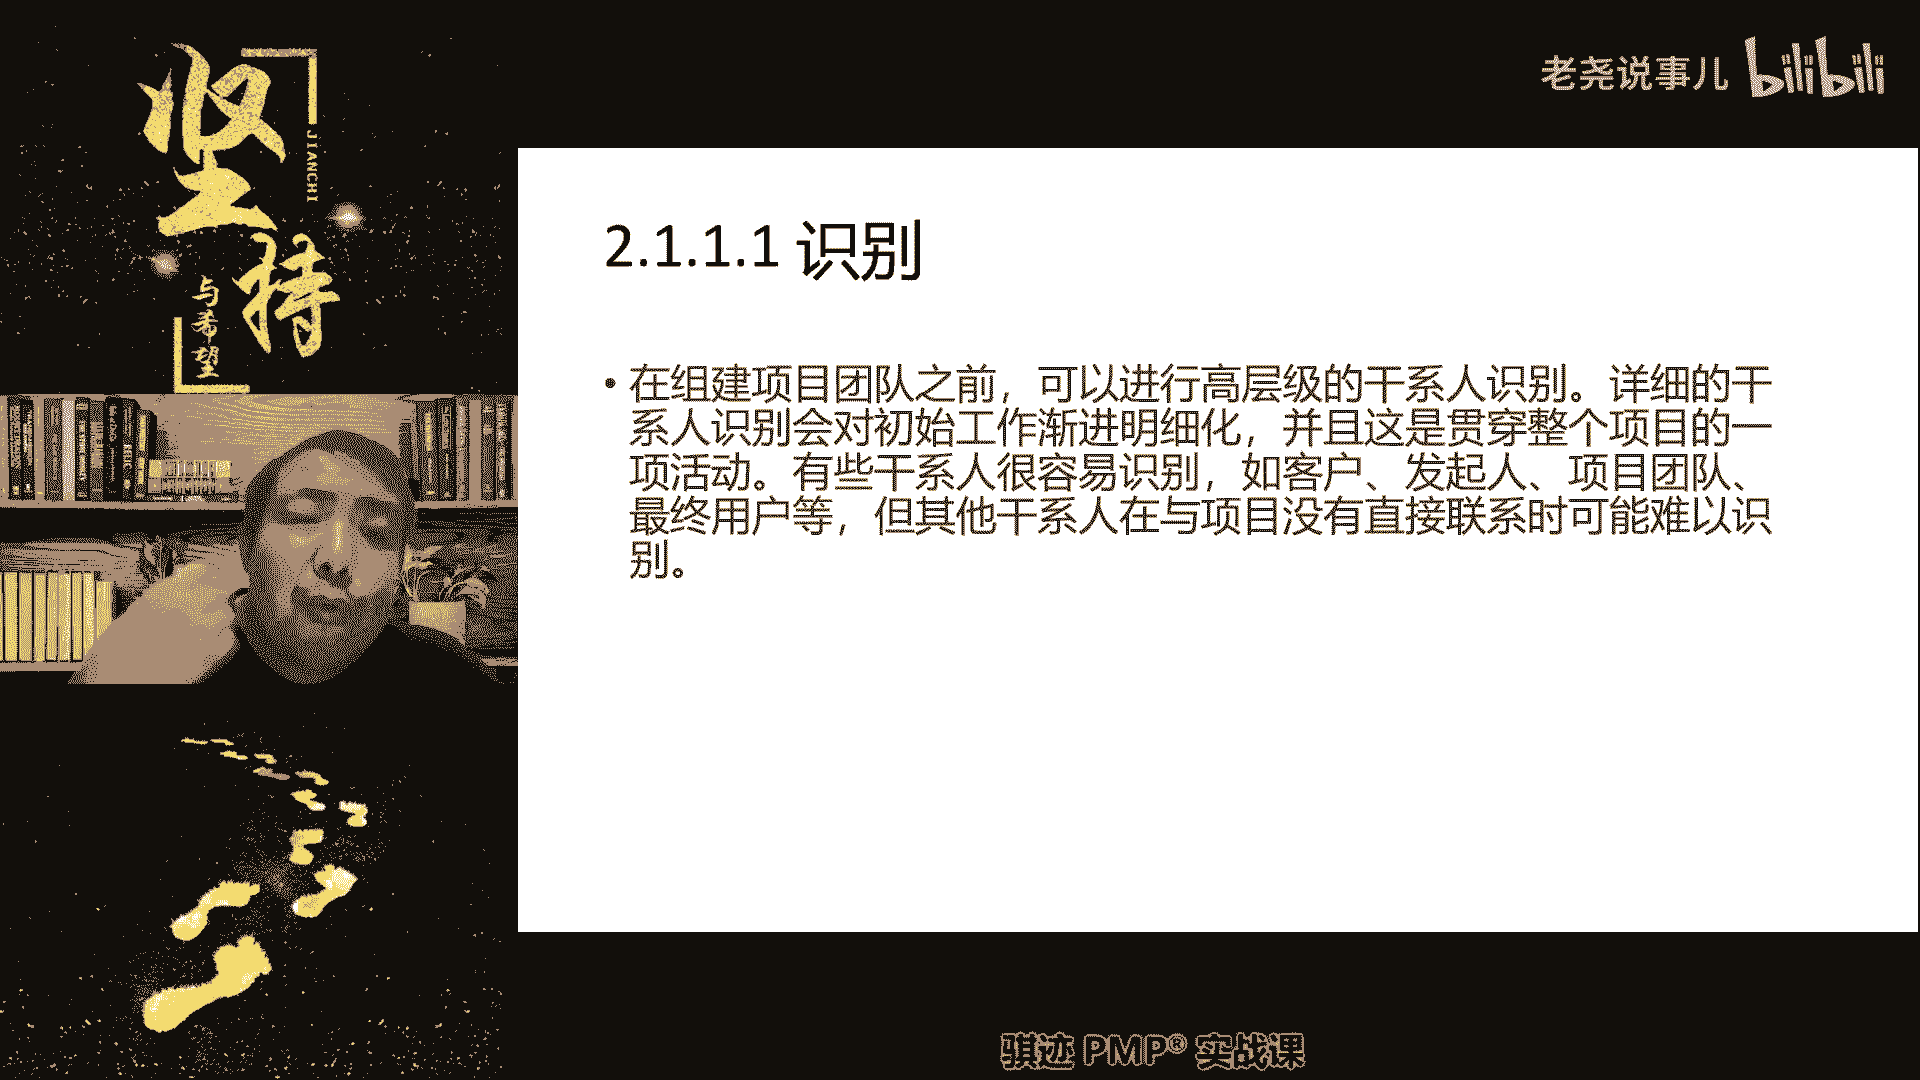 坚持
JIANCHI
与希望
老尧说事儿 bilibili
2.1.1.1 识别
• 在组建项目团队之前，可以进行高层级的干系人识别。详细的干
系人识别会对初始工作渐进明细化，并且这是贯穿整个项目的一
项活动。有些干系人很容易识别，如客户、发起人、项目团队、
最终用户等，但其他干系人在与项目没有直接联系时可能难以识
别。
骐迹 PMP® 实战课